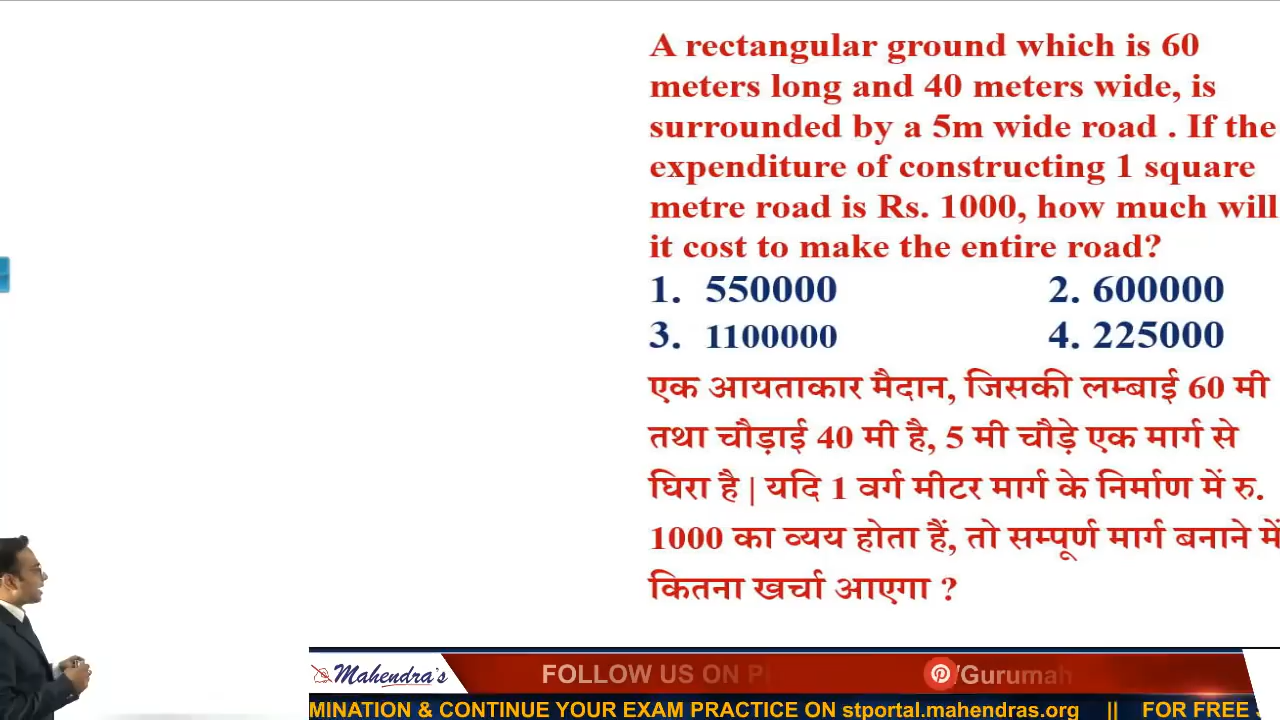 A rectangular ground which is 60
meters long and 40 meters wide, is
surrounded by a 5m wide road . If the
expenditure of constructing 1 square
metre road is Rs. 1000, how much will
it cost to make the entire road?
1. 550000 2. 600000
3. 1100000 4. 225000
एक आयताकार मैदान, जिसकी लम्बाई 60 मी
तथा चौड़ाई 40 मी है, 5 मी चौड़े एक मार्ग से
घिरा है | यदि 1 वर्ग मीटर मार्ग के निर्माण में रु.
1000 का व्यय होता हैं, तो सम्पूर्ण मार्ग बनाने में
कितना खर्चा आएगा ?
Mahendra's FOLLOW US ON P /Gurumah
MINATION & CONTINUE YOUR EXAM PRACTICE ON stportal.mahendras.org || FOR FREE